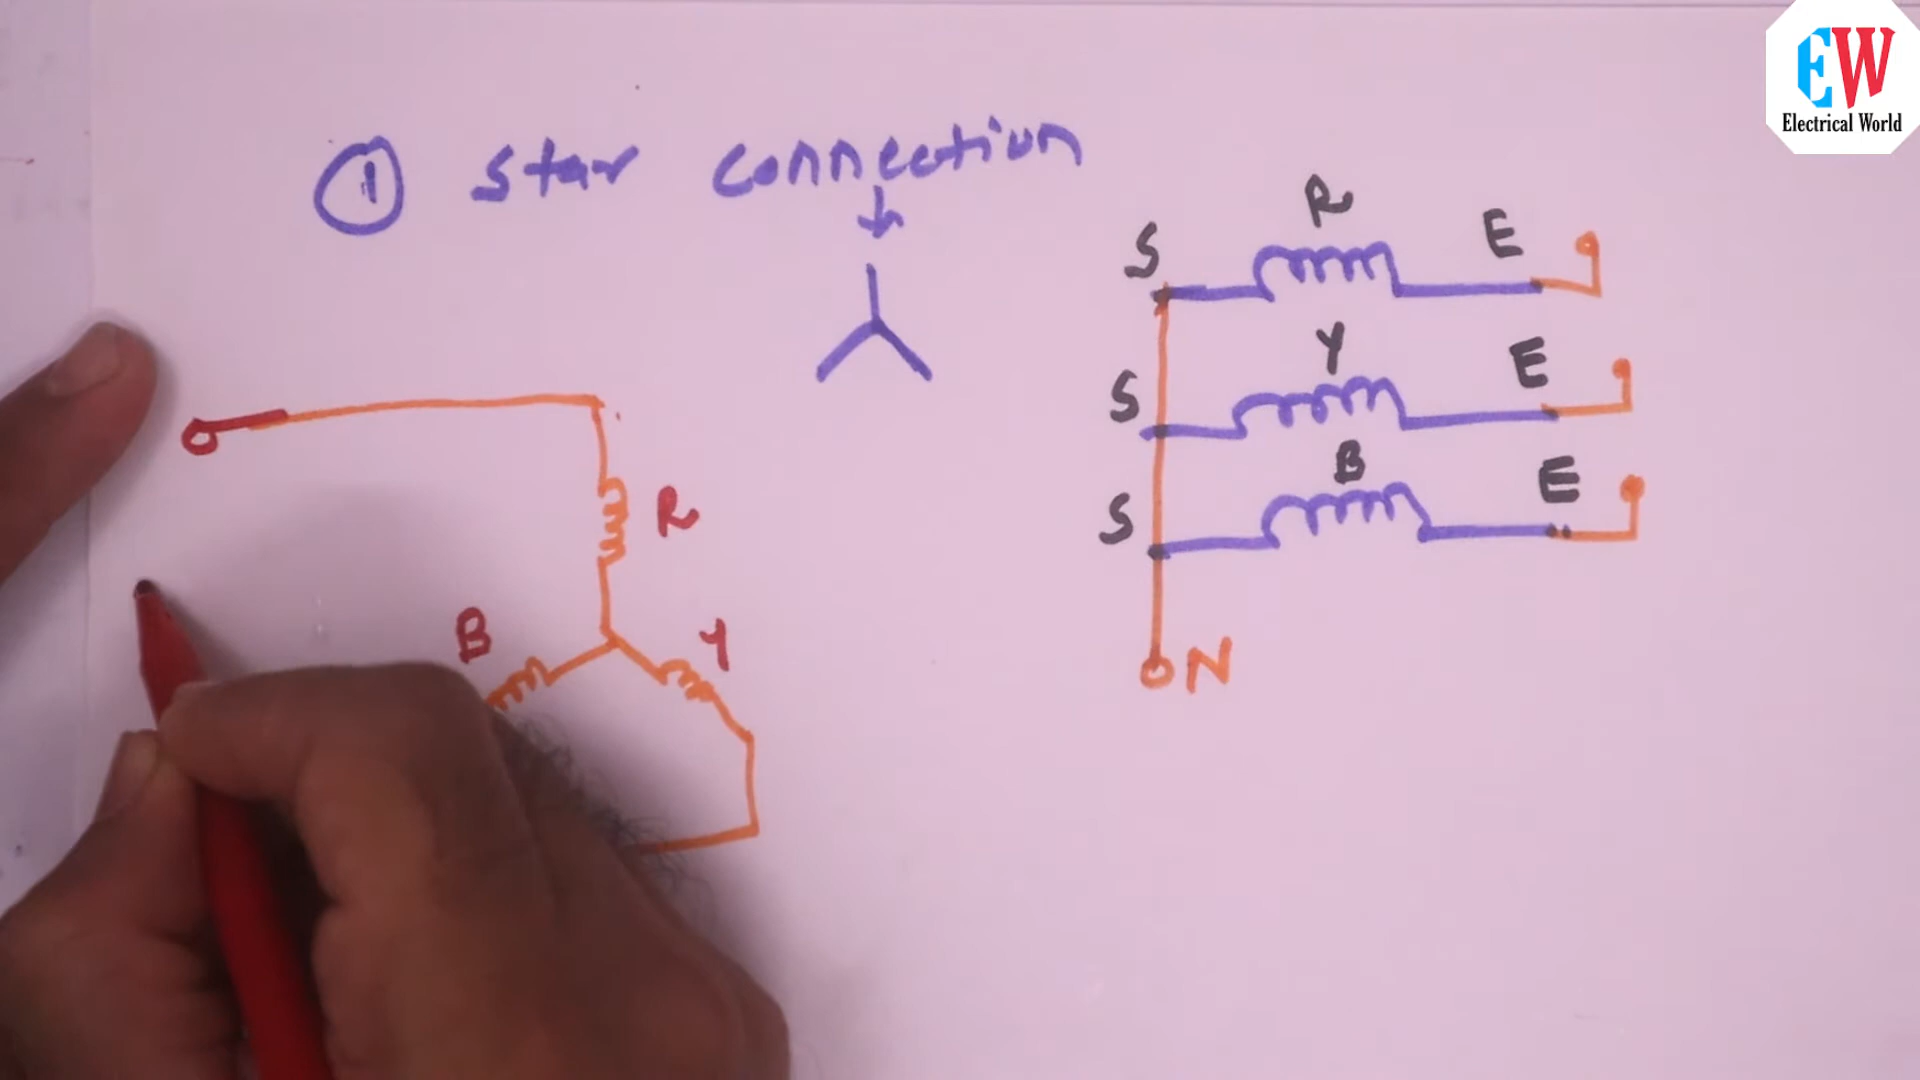 ① star connection
EW
Electrical World
S R E
S Y E
S B E
N
R
B Y